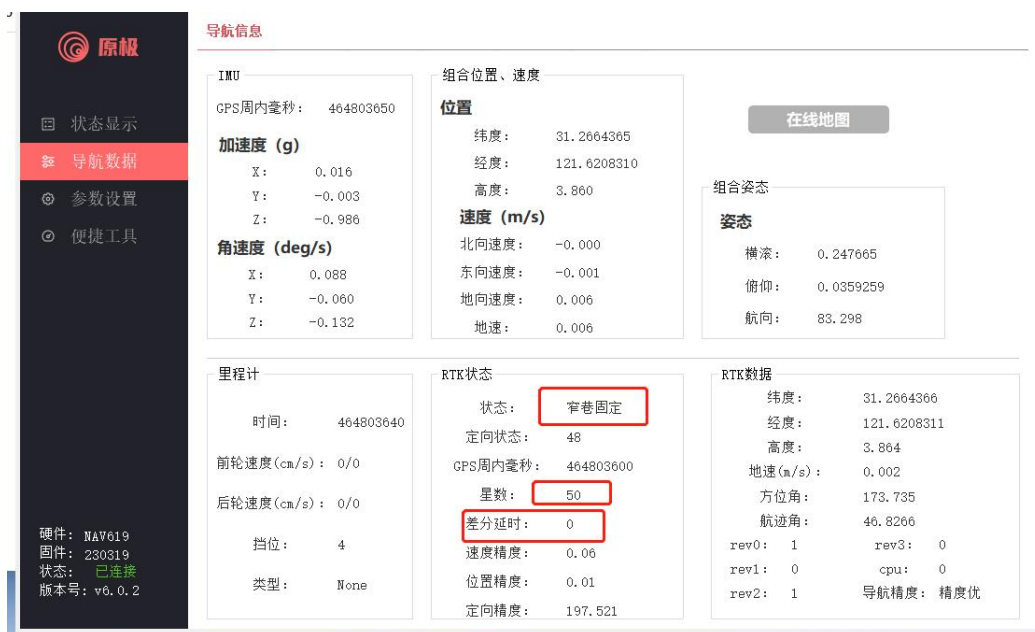 原极
状态显示
导航数据
参数设置
便捷工具
硬件: NAV619
固件: 230319
状态: 已连接
版本号: v6.0.2
导航信息
IMU
GPS周内毫秒: 464803650
加速度 (g)
X: 0.016
Y: -0.003
Z: -0.986
角速度 (deg/s)
X: 0.088
Y: -0.060
Z: -0.132
组合位置、速度
位置
纬度: 31.2664365
经度: 121.6208310
高度: 3.860
速度 (m/s)
北向速度: -0.000
东向速度: -0.001
地向速度: 0.006
地速: 0.006
在线地图
组合姿态
姿态
横滚: 0.247665
俯仰: 0.0359259
航向: 83.298
里程计
时间: 464803640
前轮速度(cm/s): 0/0
后轮速度(cm/s): 0/0
挡位: 4
类型: None
RTK状态
状态: 窄巷固定
定向状态: 48
GPS周内毫秒: 464803600
星数: 50
差分延时: 0
速度精度: 0.06
位置精度: 0.01
定向精度: 197.521
RTK数据
纬度: 31.2664366
经度: 121.6208311
高度: 3.864
地速(m/s): 0.002
方位角: 173.735
航迹角: 46.8266
rev0: 1 rev3: 0
rev1: 0 cpu: 0
rev2: 1 导航精度: 精度优